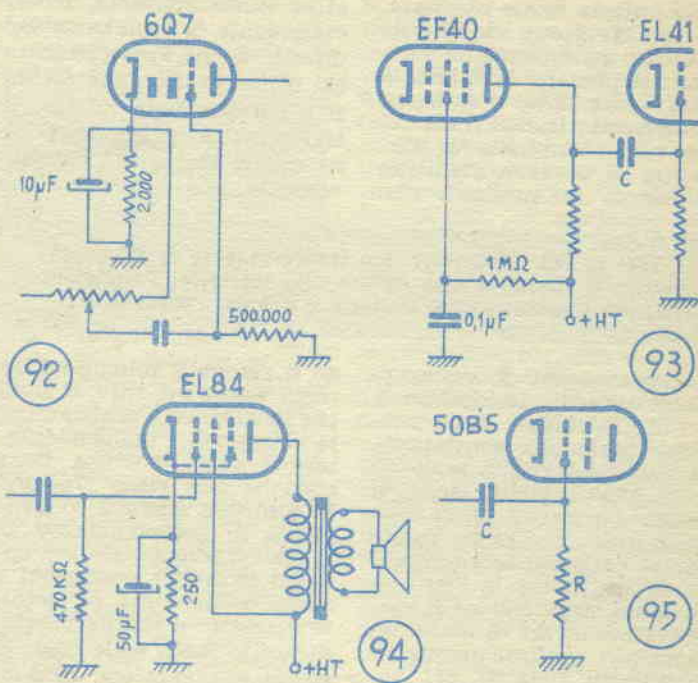 6Q7
10µF
2.000
500.000
92
EF40
EL41
C
1MΩ
0,1µF
+HT
93
EL84
470KΩ
50µF
250
+HT
94
50B5
C
R
95